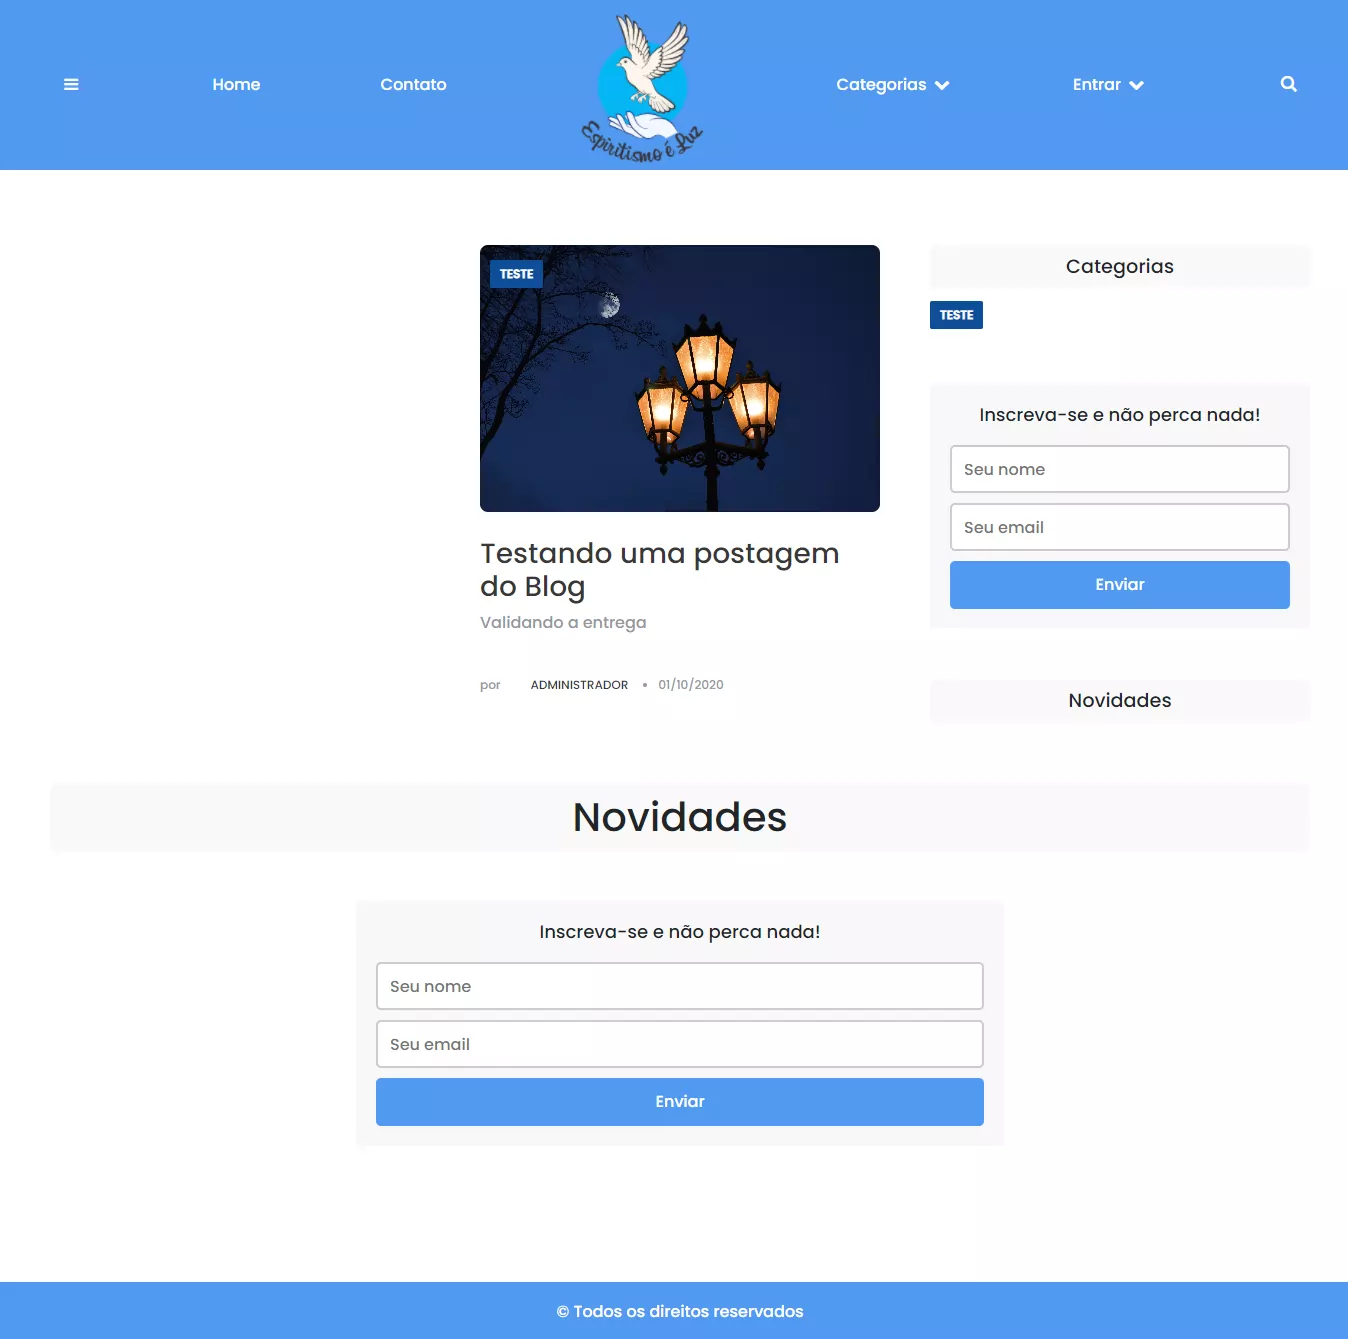 Home
Contato
Espiritismo é Luz
Categorias
Entrar
TESTE
Testando uma postagem
do Blog
Validando a entrega
por ADMINISTRADOR • 01/10/2020
Categorias
TESTE
Inscreva-se e não perca nada!
Seu nome
Seu email
Enviar
Novidades
Novidades
Inscreva-se e não perca nada!
Seu nome
Seu email
Enviar
© Todos os direitos reservados